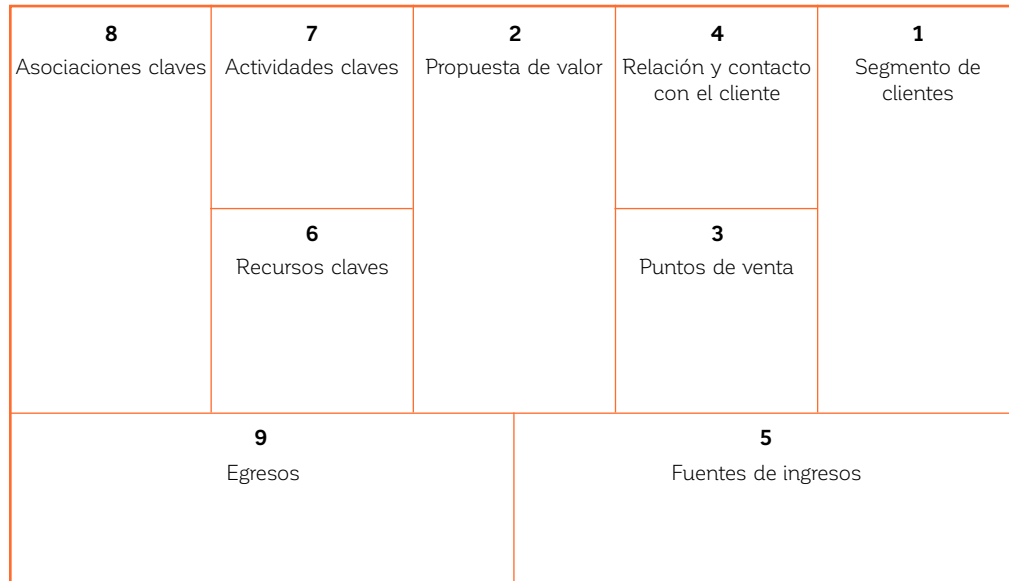 8
Asociaciones claves
7
Actividades claves
2
Propuesta de valor
4
Relación y contacto
con el cliente
1
Segmento de
clientes
6
Recursos claves
3
Puntos de venta
9
Egresos
5
Fuentes de ingresos